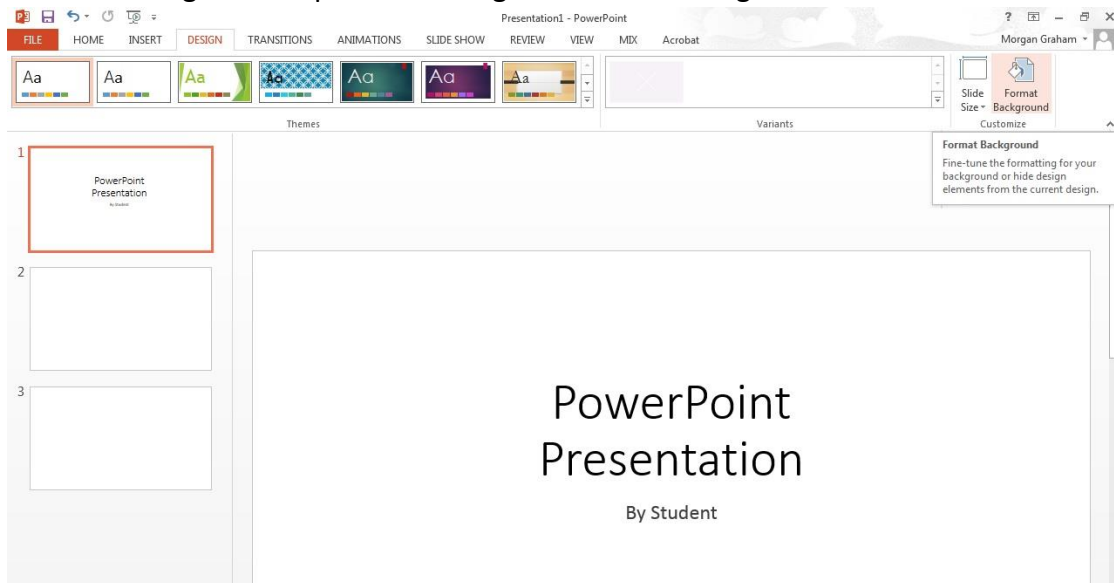 Presentation1 - PowerPoint
?
FILE HOME INSERT DESIGN TRANSITIONS ANIMATIONS SLIDE SHOW REVIEW VIEW MIX Acrobat Morgan Graham
Aa Aa Aa Aa Aa Aa Aa
Slide Size
Format Background
Themes Variants Customize
Format Background
Fine-tune the formatting for your
background or hide design
elements from the current design.
1
PowerPoint
Presentation
By Student
2
3
PowerPoint
Presentation
By Student